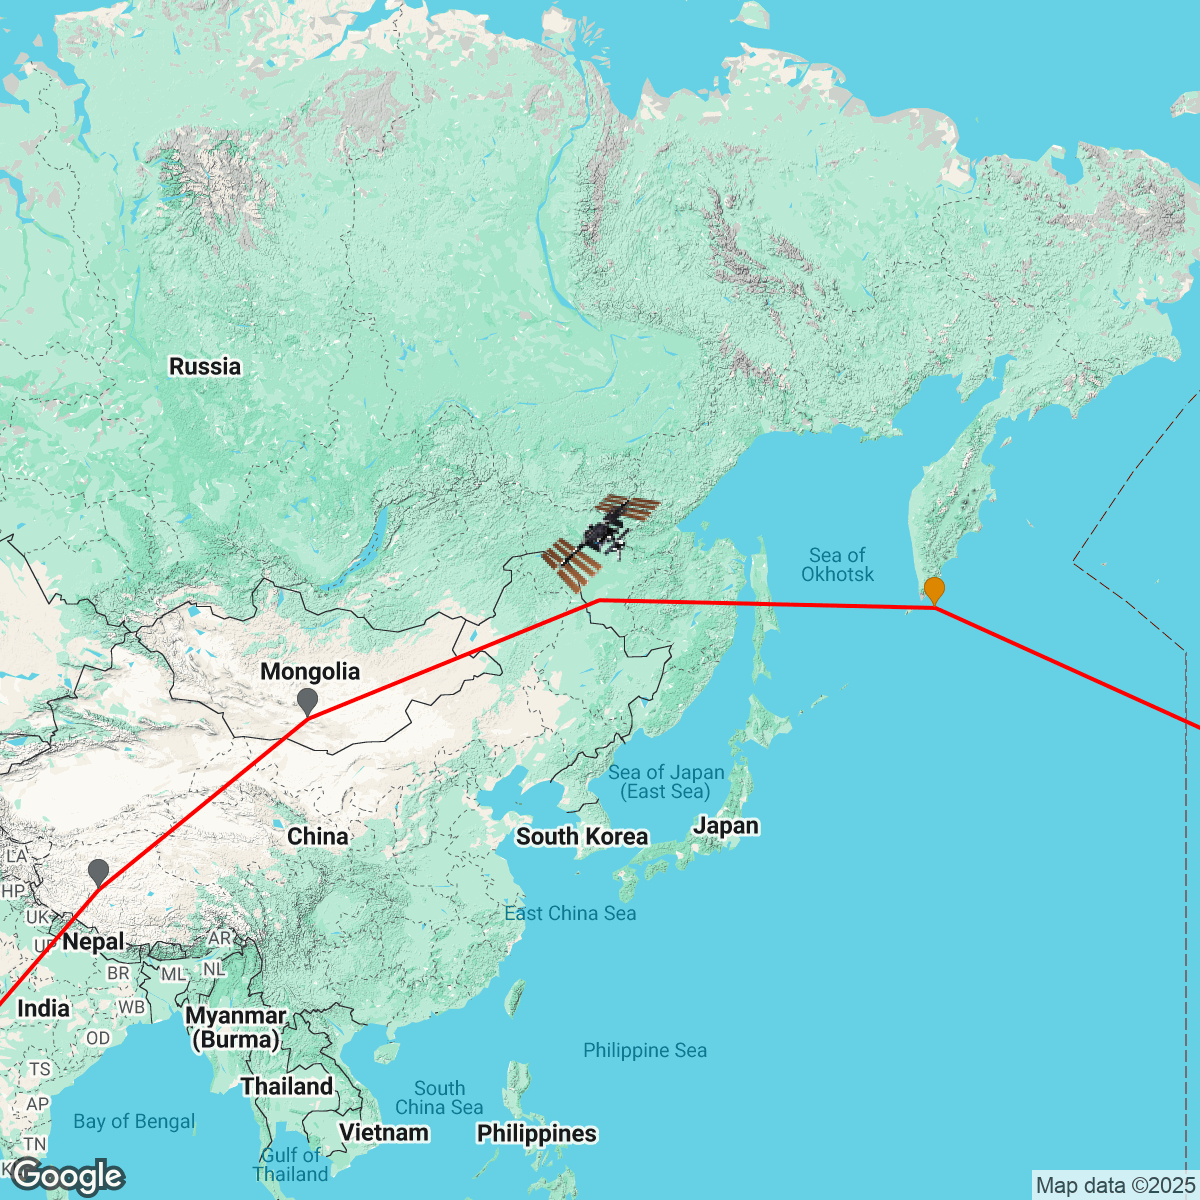 Russia
Sea of
Okhotsk
Mongolia
Sea of Japan
(East Sea)
China
South Korea
Japan
LA
HP
UK
East China Sea
AR
Nepal
BR
ML
NL
India
WB
Myanmar
(Burma)
OD
Philippine Sea
TS
Thailand
South
China Sea
AP
Bay of Bengal
Vietnam
Philippines
TN
Gulf of
Thailand
Google
Map data ©2025